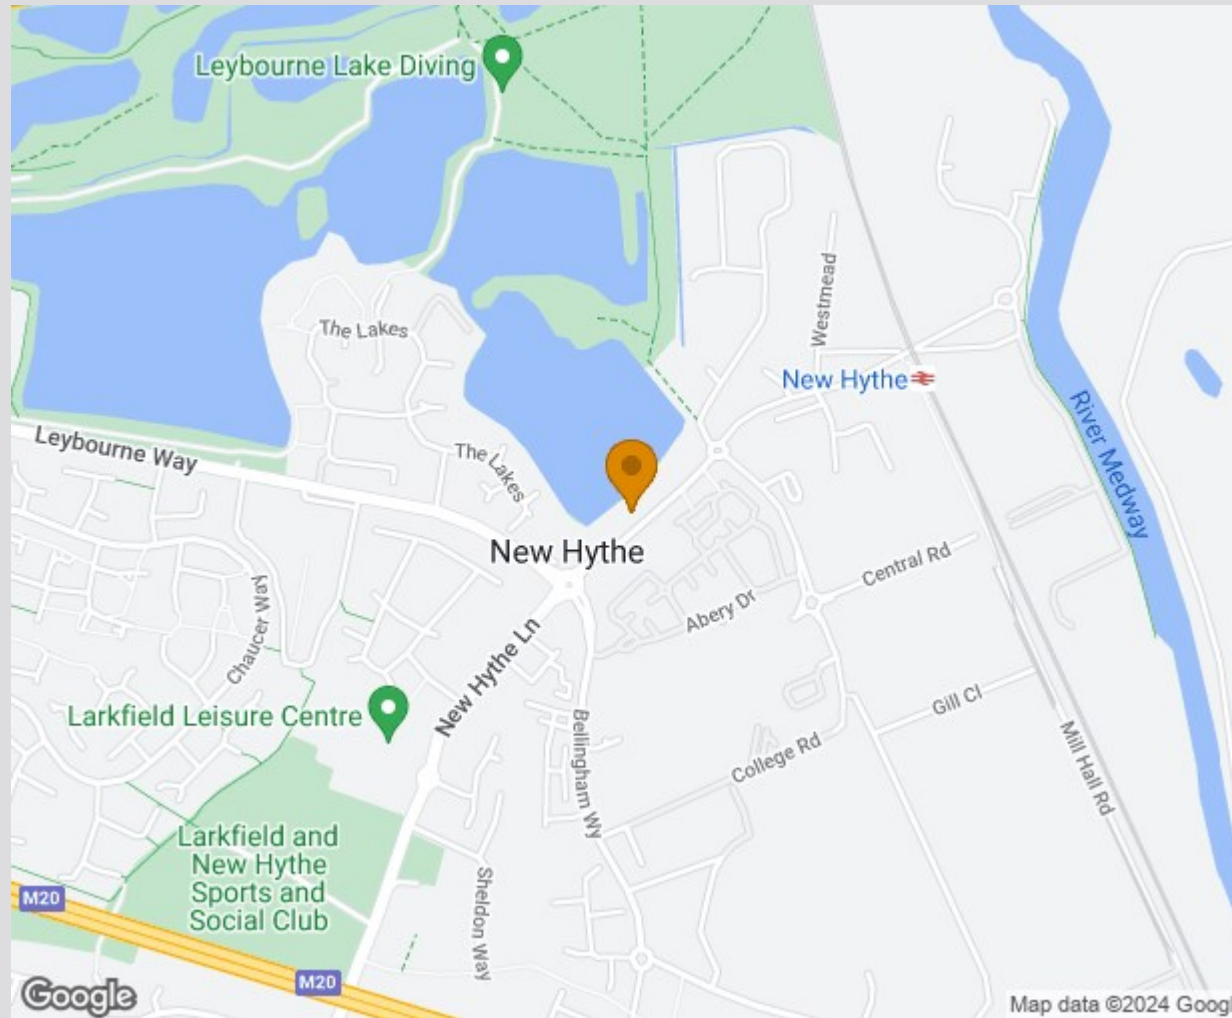 Leybourne Lake Diving
The Lakes
Westmead
New Hythe
River Medway
Leybourne Way
The Lakes
New Hythe
Chaucer Way
Central Rd
Abery Dr
New Hythe Ln
Larkfield Leisure Centre
Bellingham Wy
Gill Cl
College Rd
Mill Hall Rd
Larkfield and
New Hythe
Sports and
Social Club
Sheldon Way
M20
M20
Google
Map data ©2024 Googl